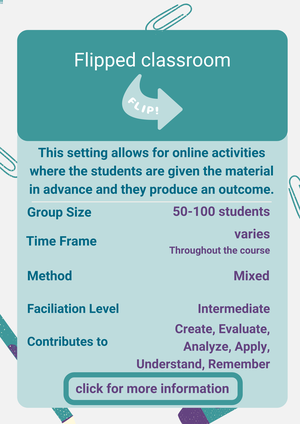 Flipped classroom
FLIP!
This setting allows for online activities
where the students are given the material
in advance and they produce an outcome.
Group Size 50-100 students
Time Frame varies
Throughout the course
Method Mixed
Faciliation Level Intermediate
Contributes to Create, Evaluate,
Analyze, Apply,
Understand, Remember
click for more information